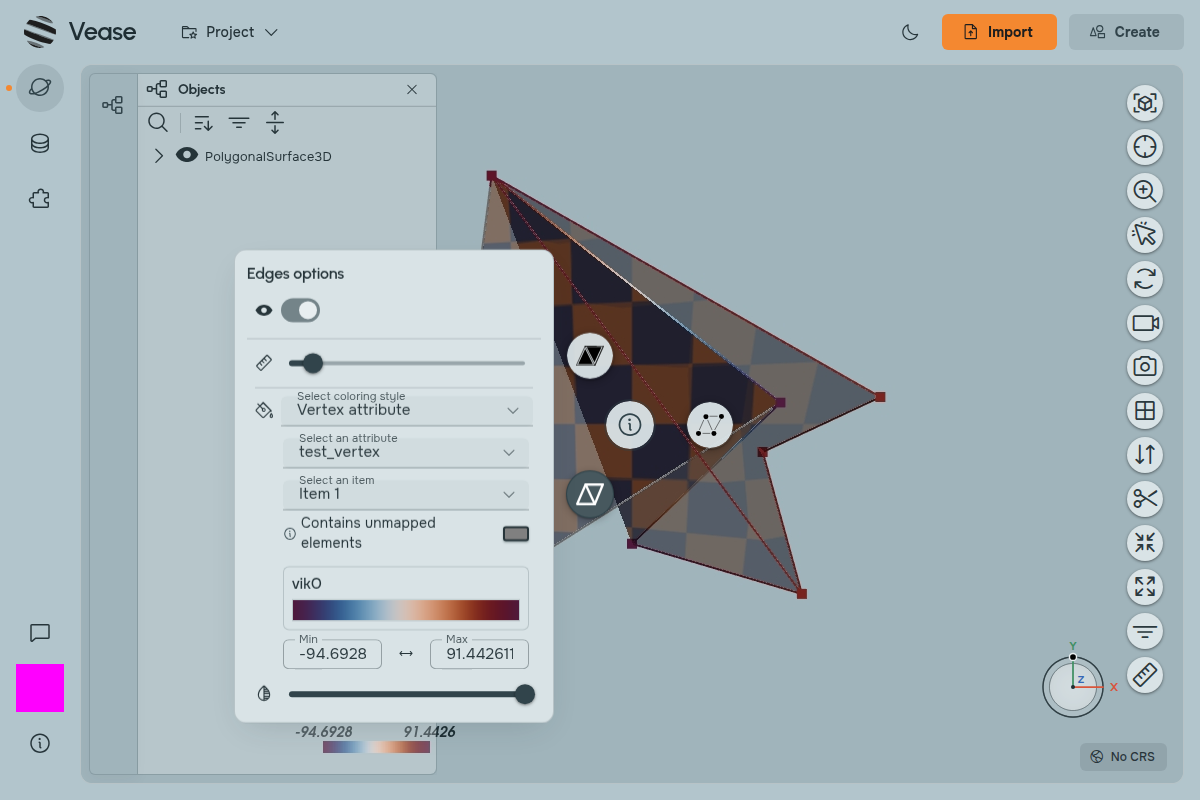 Vease
Project
Import
Create
Objects
PolygonalSurface3D
Edges options
Select coloring style
Vertex attribute
Select an attribute
test_vertex
Select an item
Item 1
Contains unmapped
elements
vikO
Min
Max
-94.6928
91.442611
-94.6928
91.4426
Y
Z
X
No CRS